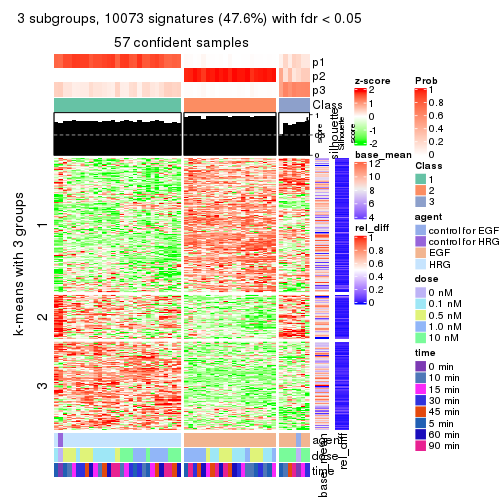 3 subgroups, 10073 signatures (47.6%) with fdr < 0.05
57 confident samples
p1
p2
p3
Class
1
0.5
0
silhouette
score
k-means with 3 groups
1
2
3
agent
dose
time
base_mean
rel_diff
z-score
2
1
0
-1
-2
base_mean
12
10
8
6
4
rel_diff
1
0.8
0.6
0.4
0.2
0
Prob
1
0.8
0.6
0.4
0.2
0
Class
1
2
3
agent
control for EGF
control for HRG
EGF
HRG
dose
0 nM
0.1 nM
0.5 nM
1.0 nM
10 nM
time
0 min
10 min
15 min
30 min
45 min
5 min
60 min
90 min